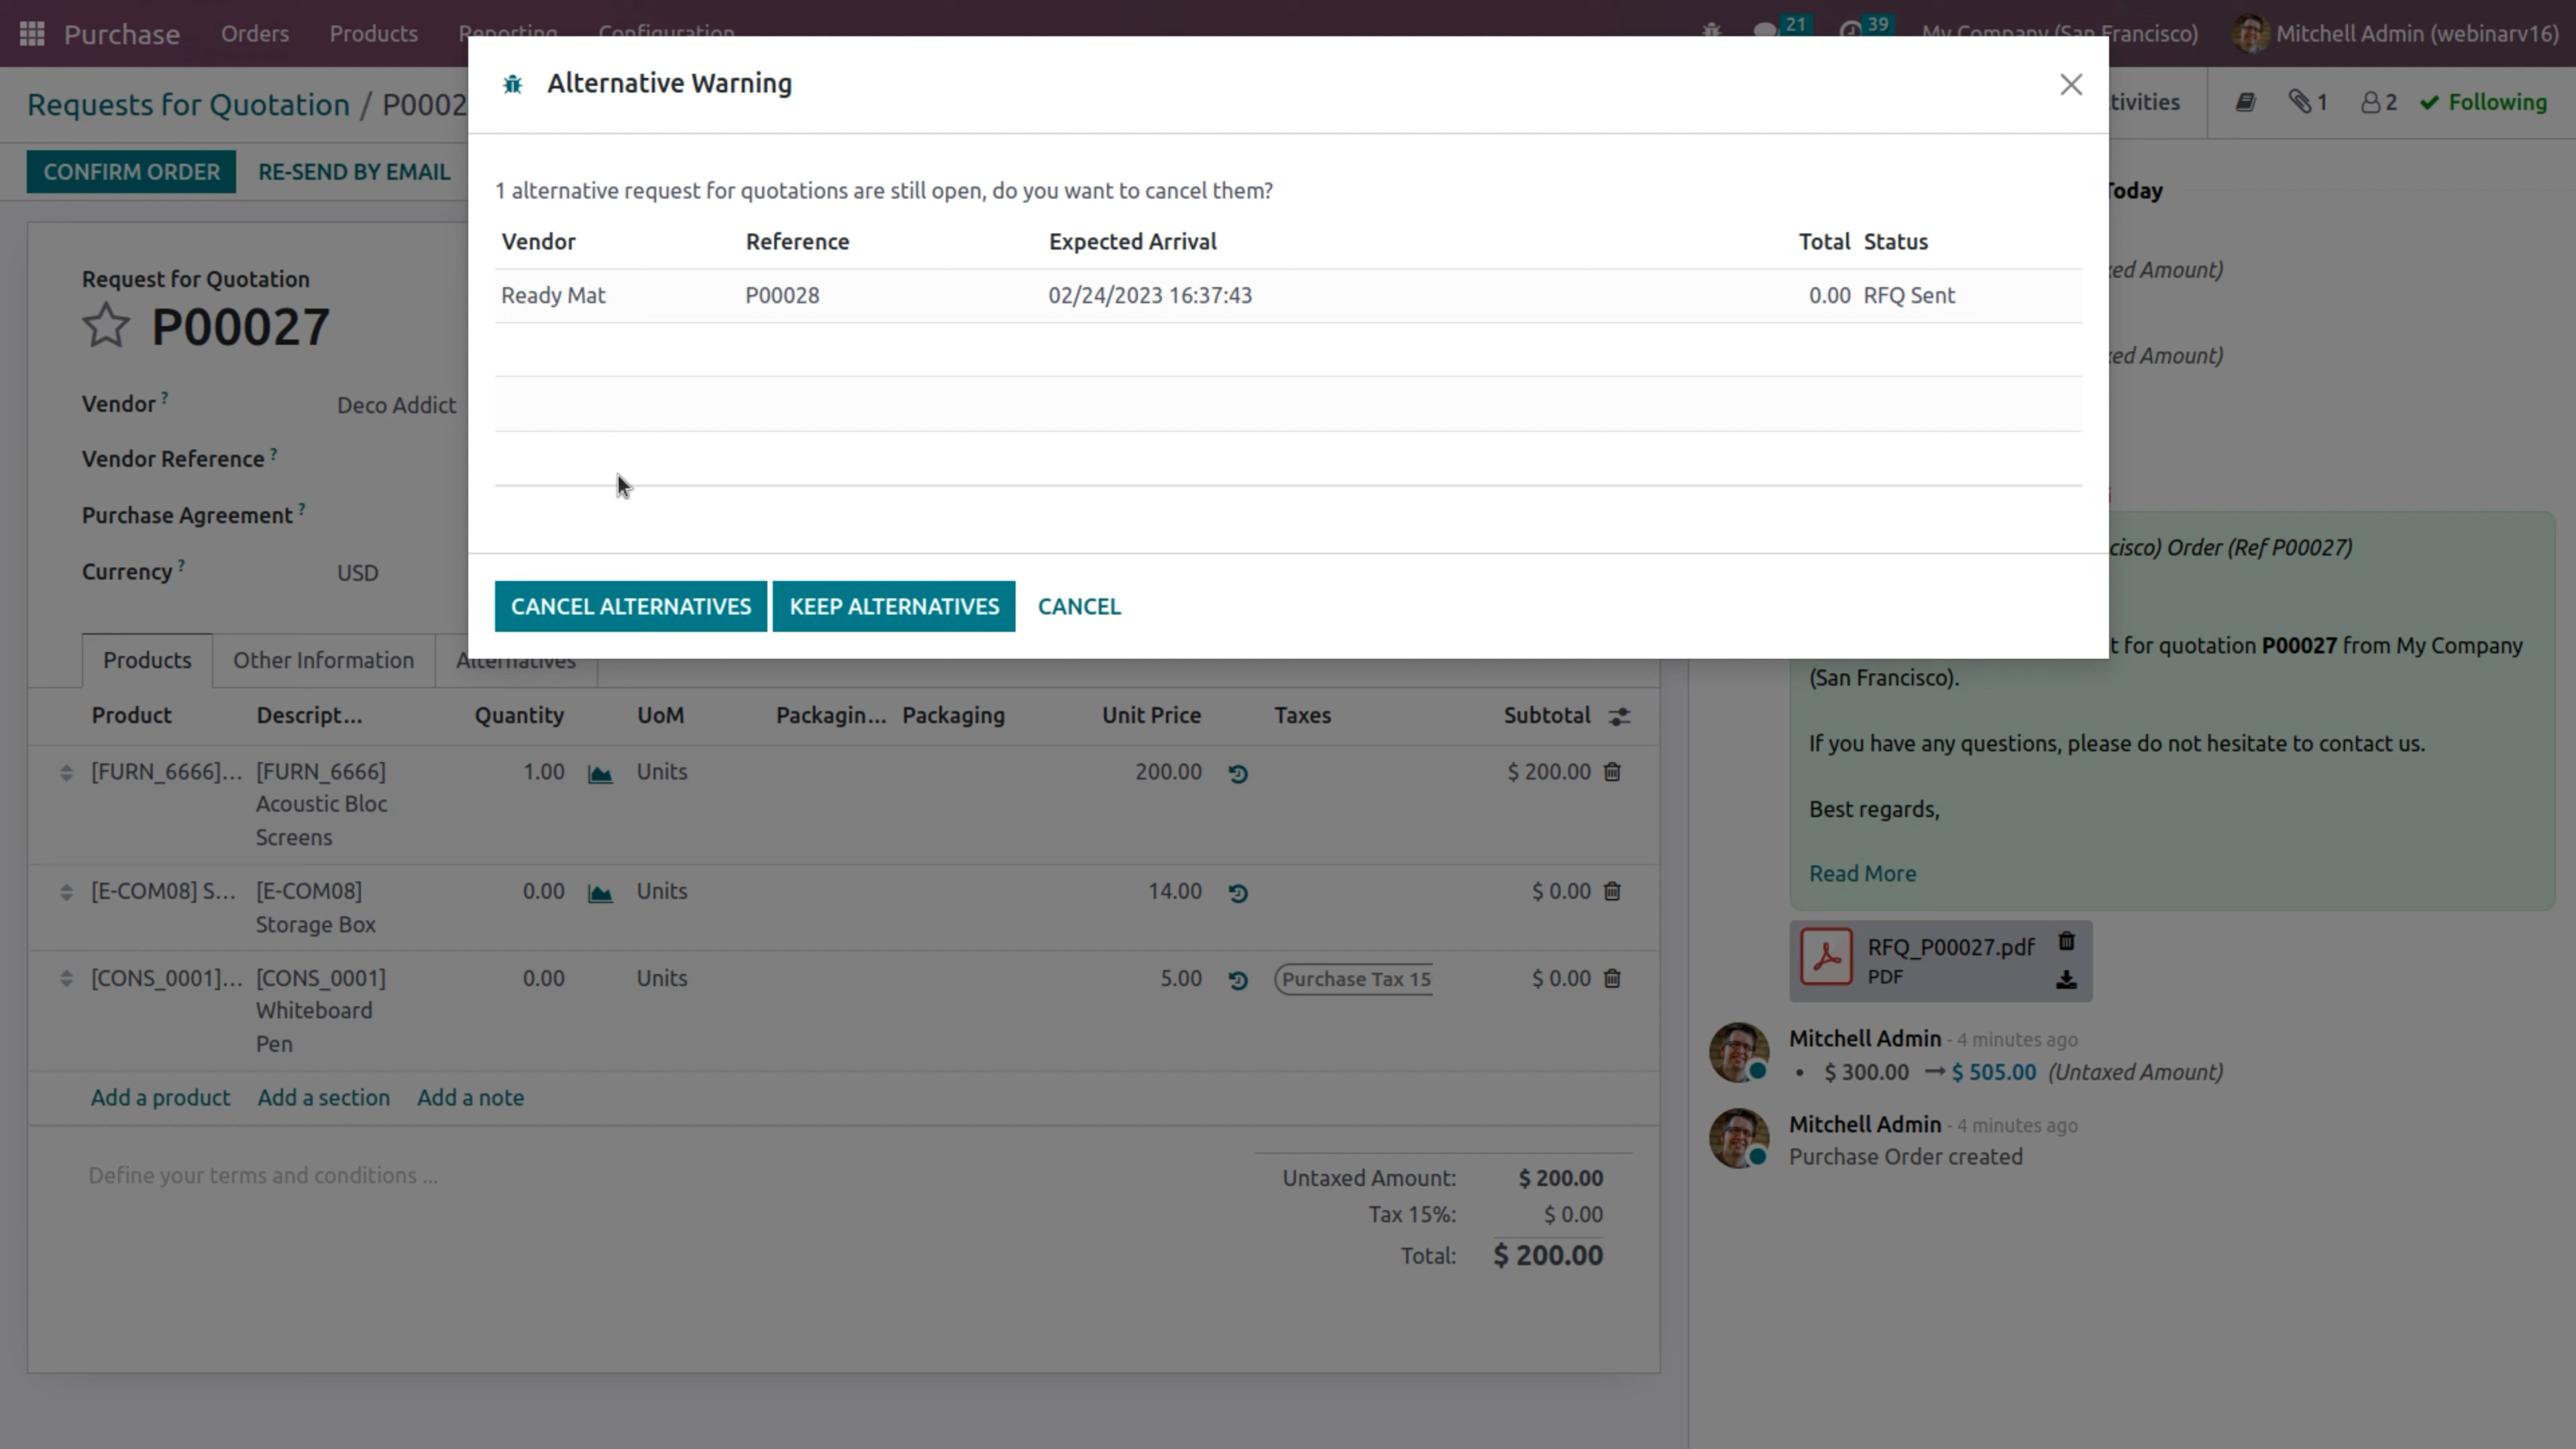 Purchase Orders Products Reporting Configuration 21 39 My Company (San Francisco) Mitchell Admin (webinarv16)
Requests for Quotation / P0002
tivities 1 2 Following
CONFIRM ORDER RE-SEND BY EMAIL
Alternative Warning
1 alternative request for quotations are still open, do you want to cancel them?
Vendor Reference Expected Arrival Total Status
Ready Mat P00028 02/24/2023 16:37:43 0.00 RFQ Sent
CANCEL ALTERNATIVES KEEP ALTERNATIVES CANCEL
Request for Quotation
P00027
Vendor ? Deco Addict
Vendor Reference ?
Purchase Agreement ?
Currency ? USD
Products Other Information Alternatives
Product Descript... Quantity UoM Packagin... Packaging Unit Price Taxes Subtotal
[FURN_6666]... [FURN_6666] 1.00 Units 200.00 $ 200.00
Acoustic Bloc
Screens
[E-COM08] S... [E-COM08] 0.00 Units 14.00 $ 0.00
Storage Box
[CONS_0001]... [CONS_0001] 0.00 Units 5.00 Purchase Tax 15 $ 0.00
Whiteboard
Pen
Add a product Add a section Add a note
Define your terms and conditions ...
Untaxed Amount: $ 200.00
Tax 15%: $ 0.00
Total: $ 200.00
Today
ed Amount)
ed Amount)
cisco) Order (Ref P00027)
t for quotation P00027 from My Company
(San Francisco).
If you have any questions, please do not hesitate to contact us.
Best regards,
Read More
RFQ_P00027.pdf
PDF
Mitchell Admin - 4 minutes ago
• $ 300.00 → $ 505.00 (Untaxed Amount)
Mitchell Admin - 4 minutes ago
Purchase Order created